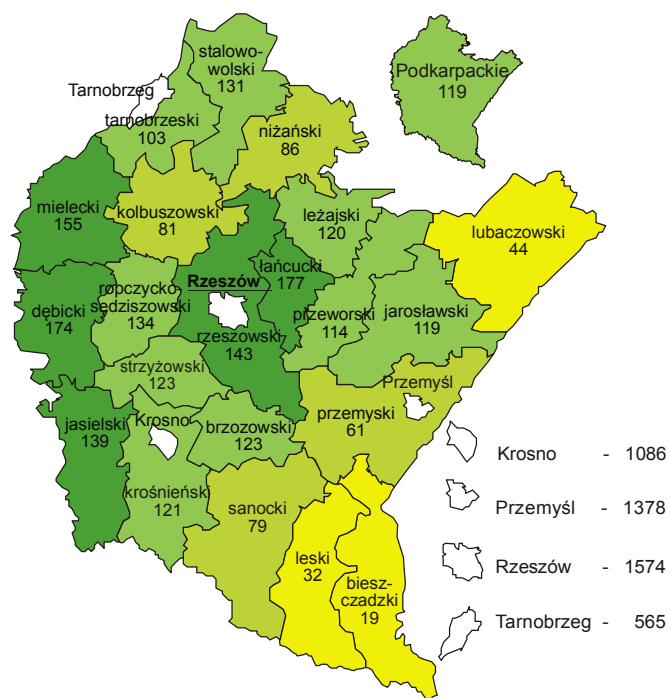 stalowo-
wolski
131
Podkarpackie
119
Tarnobrzeg
tarnobrzeski
103
niżański
86
mielecki
155
kolbuszowski
81
leżajski
120
lubaczowski
44
łańcucki
177
Rzeszów
ropczycko-
sędziszowski
134
dębicki
174
rzeszowski
143
przeworski
114
jarosławski
119
strzyżowski
123
Przemyśl
przemyski
61
jasielski
139
Krosno
brzozowski
123
krośnieński
121
sanocki
79
leski
32
biesz-
czadzki
19
Krosno - 1086
Przemyśl - 1378
Rzeszów - 1574
Tarnobrzeg - 565